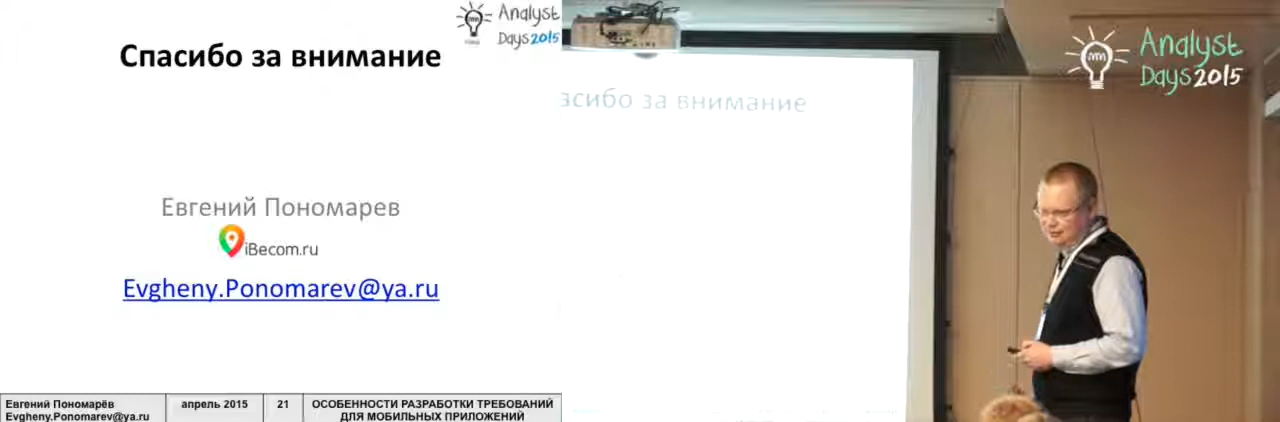 Analyst
Days 2015
Спасибо за внимание
Евгений Пономарев
iBecom.ru
Evgheny.Ponomarev@ya.ru
Евгений Пономарёв
Evgheny.Ponomarev@ya.ru
апрель 2015
21
ОСОБЕННОСТИ РАЗРАБОТКИ ТРЕБОВАНИЙ
ДЛЯ МОБИЛЬНЫХ ПРИЛОЖЕНИЙ
асибо за внимание
Analyst
Days 2015